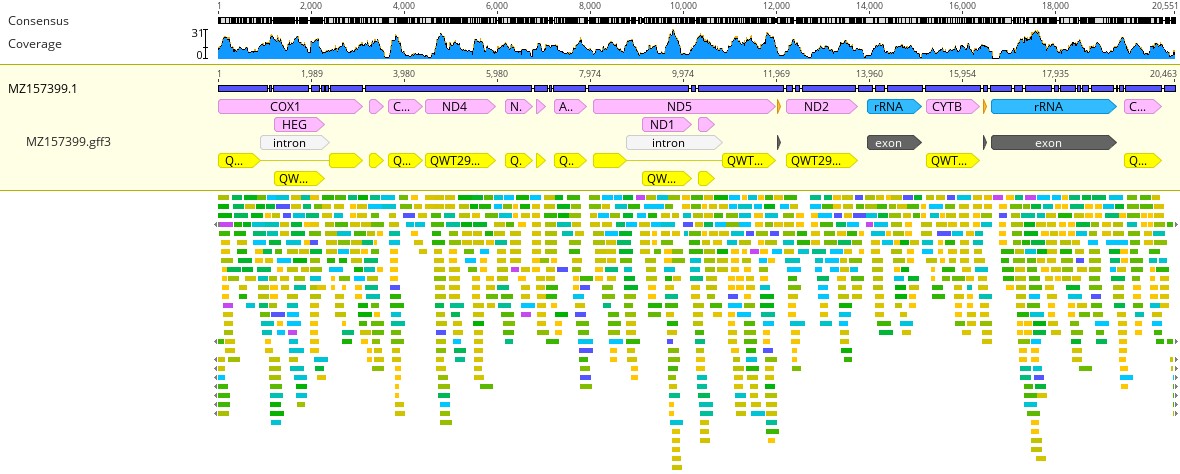 1 2,000 4,000 6,000 8,000 10,000 12,000 14,000 16,000 18,000 20,551
Consensus
31
Coverage
0
1 1,989 3,980 5,980 7,974 9,974 11,969 13,960 15,954 17,935 20,463
MZ157399.1
COX1 C... ND4 N. A.. ND5 ND2 rRNA CYTB rRNA C...
HEG ND1
MZ157399.gff3 intron intron exon exon
Q... Q... QWT29... Q. Q.. QWT... QWT29... QWT... Q...
QW... QW...